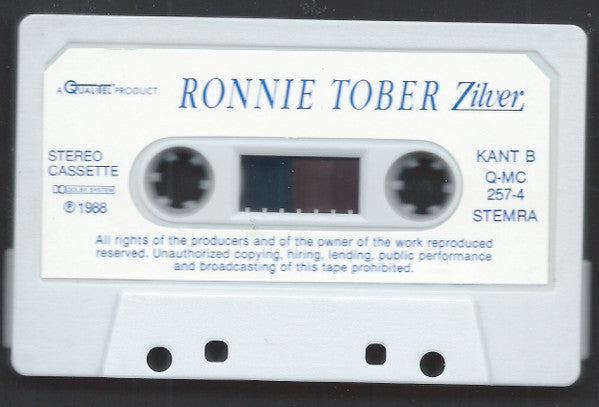 A QUALITEL PRODUCT
RONNIE TOBER Zilver
STEREO
CASSETTE
DOLBY SYSTEM
Ⓟ 1988
KANT B
Q-MC
257-4
STEMRA
All rights of the producers and of the owner of the work reproduced
reserved. Unauthorized copying, hiring, lending, public performance
and broadcasting of this tape prohibited.